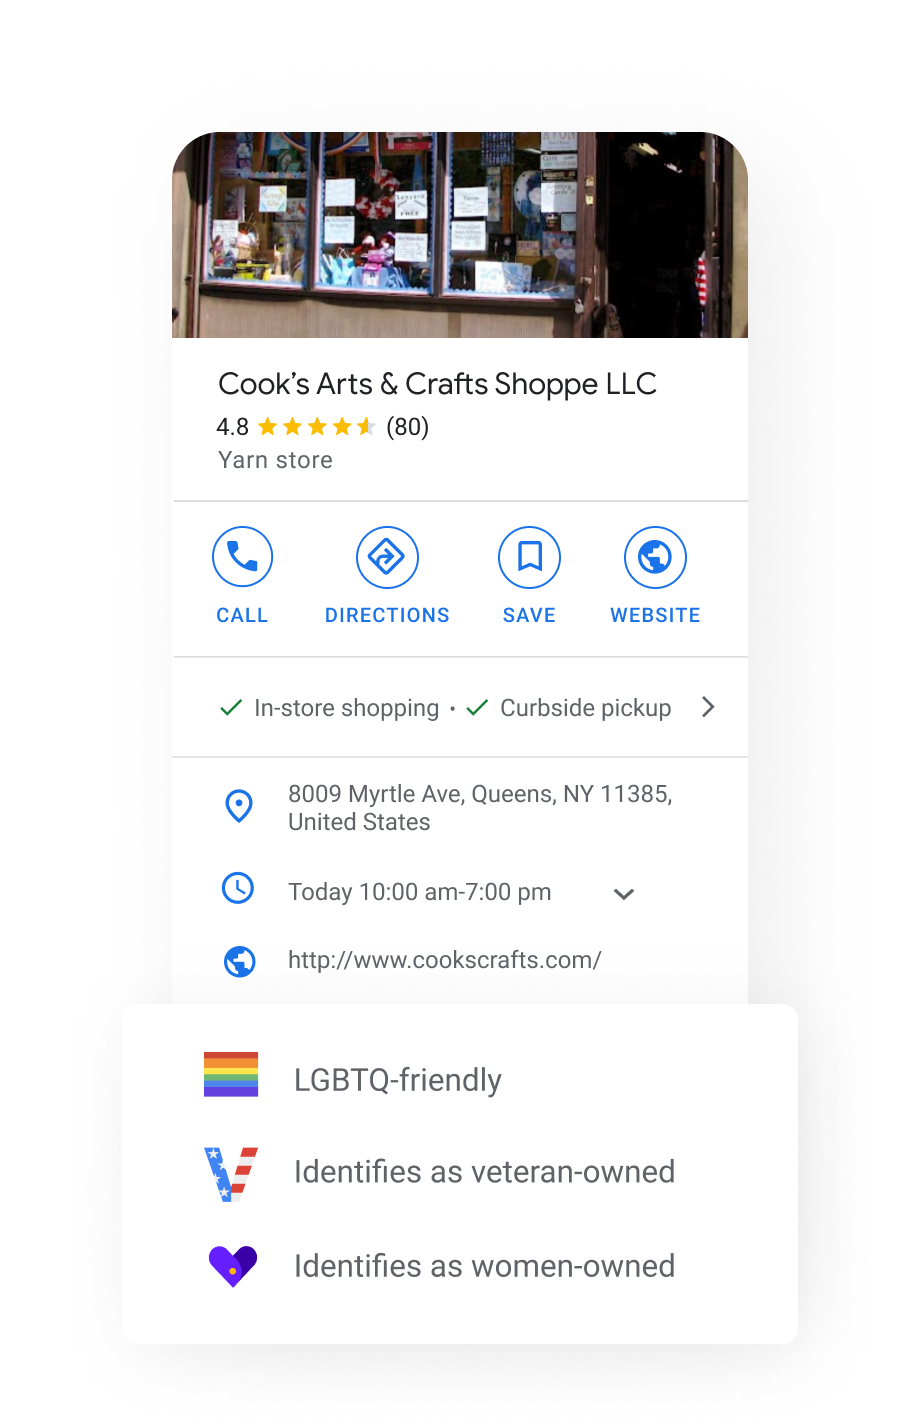 Cook's Arts & Crafts Shoppe LLC
4.8 (80)
Yarn store
CALL DIRECTIONS SAVE WEBSITE
In-store shopping · Curbside pickup
8009 Myrtle Ave, Queens, NY 11385,
United States
Today 10:00 am-7:00 pm
http://www.cookscrafts.com/
LGBTQ-friendly
Identifies as veteran-owned
Identifies as women-owned